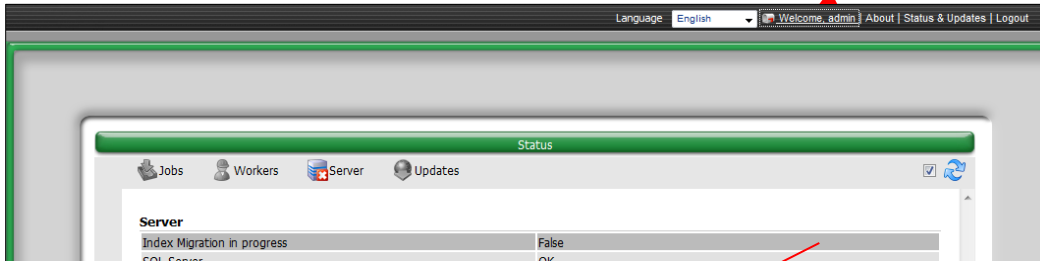 Language English Welcome, admin About | Status & Updates | Logout
Status
Jobs Workers Server Updates
Server
Index Migration in progress False
SQL Server OK